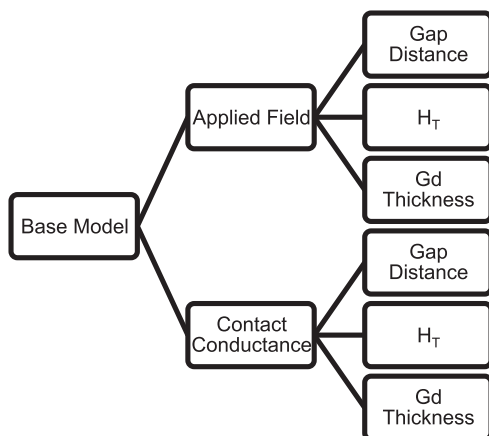 Gap
Distance
Applied Field
H_T
Gd
Thickness
Base Model
Gap
Distance
Contact
Conductance
H_T
Gd
Thickness